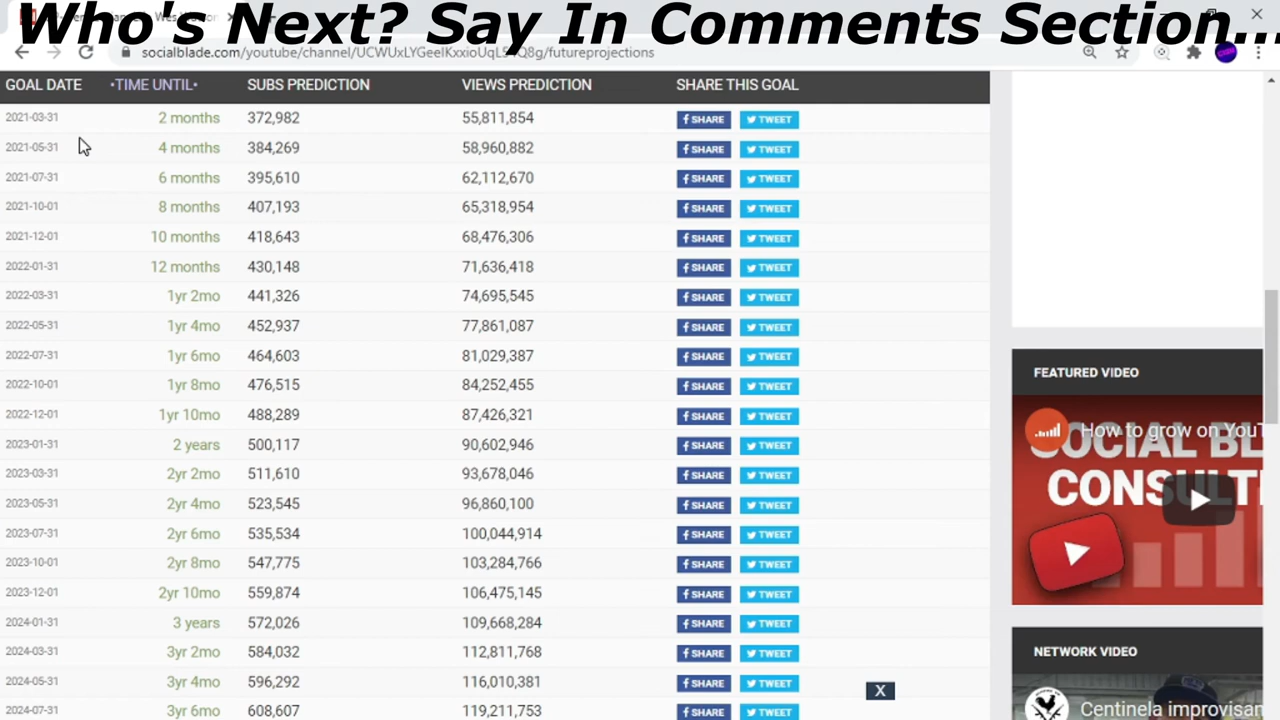 Who's Next? Say In Comments Section...
GOAL DATE •TIME UNTIL• SUBS PREDICTION VIEWS PREDICTION SHARE THIS GOAL
2021-03-31 2 months 372,982 55,811,854 SHARE TWEET
2021-05-31 4 months 384,269 58,960,882 SHARE TWEET
2021-07-31 6 months 395,610 62,112,670 SHARE TWEET
2021-10-01 8 months 407,193 65,318,954 SHARE TWEET
2021-12-01 10 months 418,643 68,476,306 SHARE TWEET
2022-01-31 12 months 430,148 71,636,418 SHARE TWEET
2022-03-31 1yr 2mo 441,326 74,695,545 SHARE TWEET
2022-05-31 1yr 4mo 452,937 77,861,087 SHARE TWEET
2022-07-31 1yr 6mo 464,603 81,029,387 SHARE TWEET
2022-10-01 1yr 8mo 476,515 84,252,455 SHARE TWEET
2022-12-01 1yr 10mo 488,289 87,426,321 SHARE TWEET
2023-01-31 2 years 500,117 90,602,946 SHARE TWEET
2023-03-31 2yr 2mo 511,610 93,678,046 SHARE TWEET
2023-05-31 2yr 4mo 523,545 96,860,100 SHARE TWEET
2023-07-31 2yr 6mo 535,534 100,044,914 SHARE TWEET
2023-10-01 2yr 8mo 547,775 103,284,766 SHARE TWEET
2023-12-01 2yr 10mo 559,874 106,475,145 SHARE TWEET
2024-01-31 3 years 572,026 109,668,284 SHARE TWEET
2024-03-31 3yr 2mo 584,032 112,811,768 SHARE TWEET
2024-05-31 3yr 4mo 596,292 116,010,381 SHARE TWEET
2024-07-31 3yr 6mo 608,607 119,211,753 SHARE TWEET
X
FEATURED VIDEO
How to grow on YouT
SOCIAL BL
CONSULTI
NETWORK VIDEO
Centinela improvisan